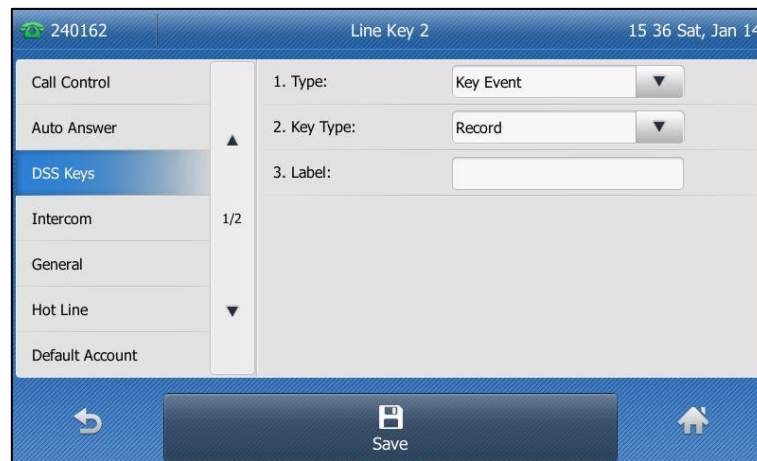 240162 Line Key 2 15 36 Sat, Jan 14
Call Control
Auto Answer
DSS Keys
Intercom
General
Hot Line
Default Account
1/2
1. Type: Key Event
2. Key Type: Record
3. Label:
Save